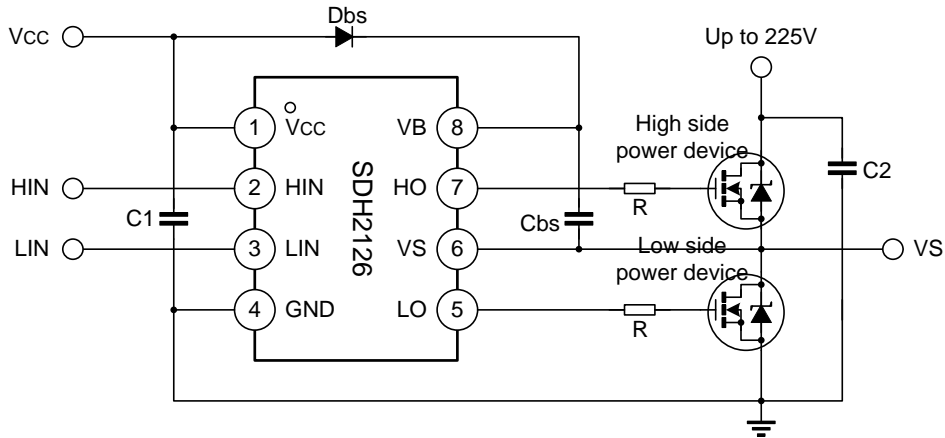 Dbs
Vcc
Up to 225V
1 Vcc VB 8
High side
power device
HIN 2 HIN HO 7
C2
R
C1
SDH2126
Cbs
LIN 3 LIN VS 6
VS
Low side
power device
4 GND LO 5
R